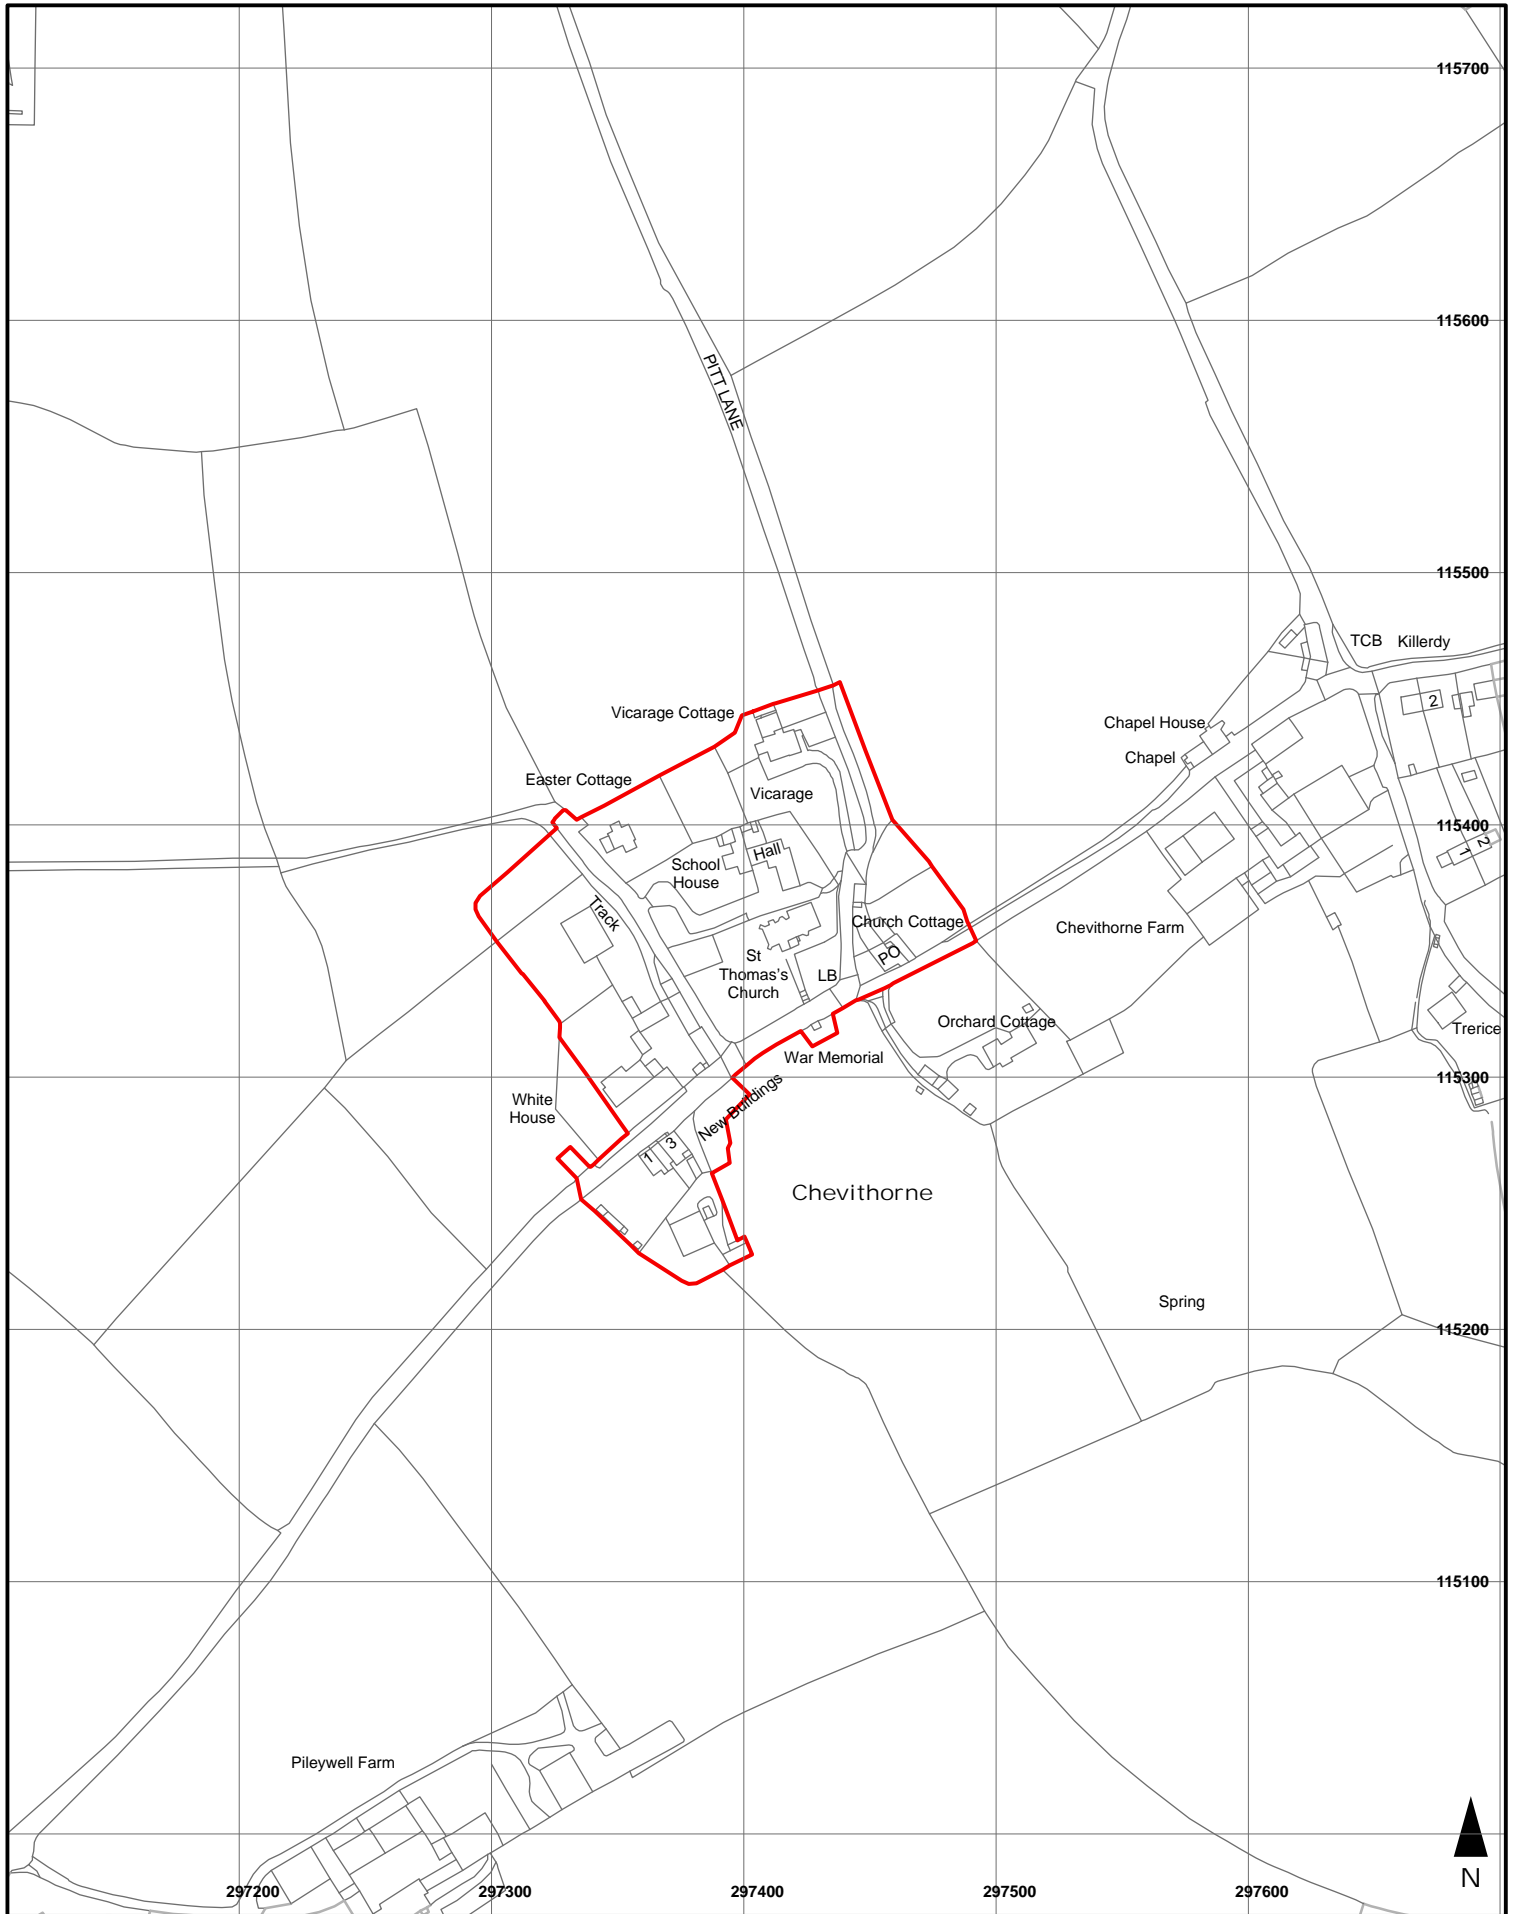 115700
115600
PITT LANE
115500
TCB Killerdy
2
Vicarage Cottage
Chapel House
Chapel
Easter Cottage
Vicarage
115400
Hall
School
House
1
2
Track
Church Cottage
Chevithorne Farm
PO
St
Thomas's
Church
LB
Orchard Cottage
Trerice
War Memorial
115300
White
House
New Buildings
1
3
Chevithorne
Spring
115200
115100
Pileywell Farm
N
297200
297300
297400
297500
297600